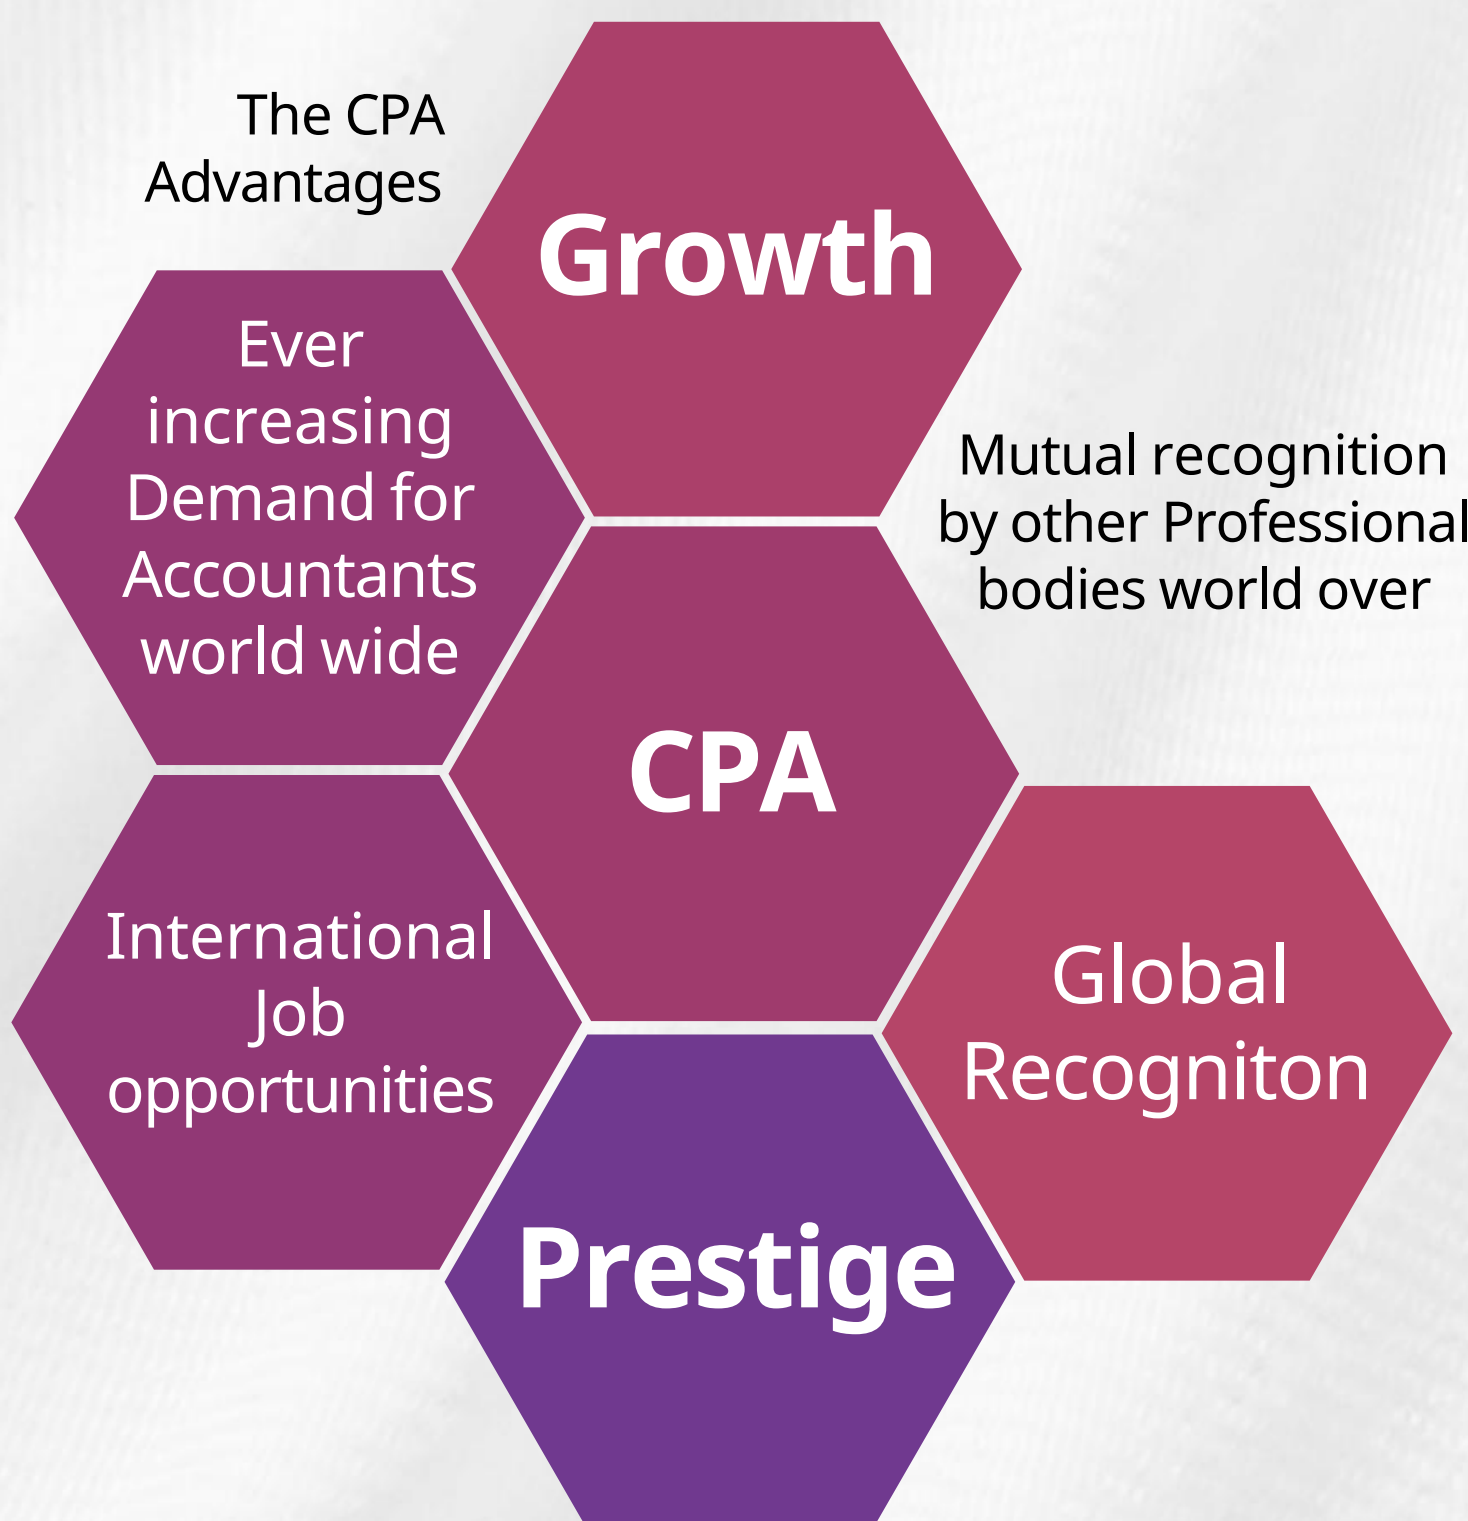 The CPA
Advantages
Growth
Ever
increasing
Demand for
Accountants
world wide
Mutual recognition
by other Professional
bodies world over
CPA
International
Job
opportunities
Global
Recogniton
Prestige